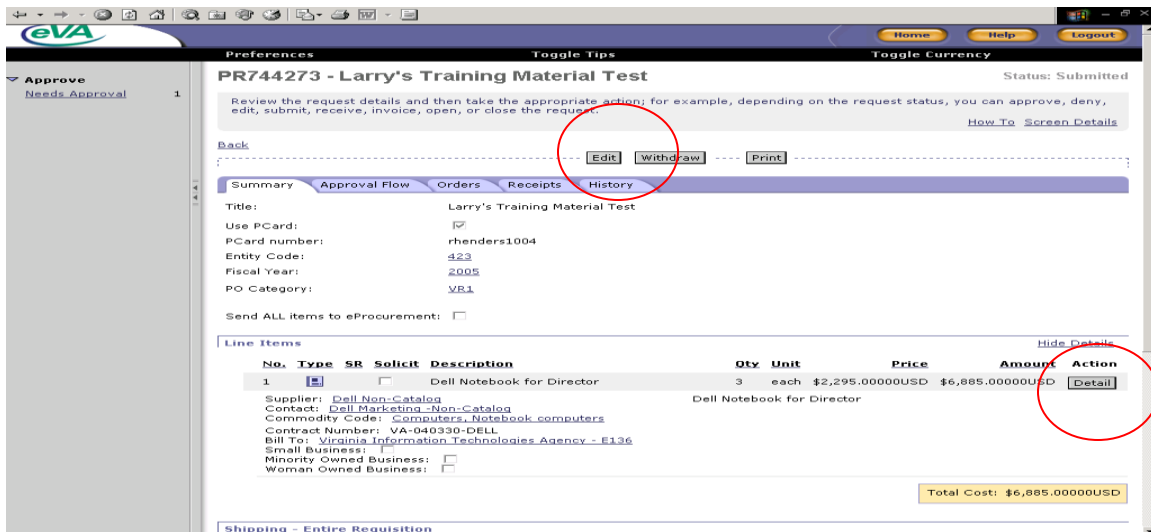 eVA
Home Help Logout
Preferences Toggle Tips Toggle Currency
Approve
Needs Approval 1
PR744273 - Larry's Training Material Test Status: Submitted
Review the request details and then take the appropriate action; for example, depending on the request status, you can approve, deny,
edit, submit, receive, invoice, open, or close the request.
How To Screen Details
Back
Edit Withdraw Print
Summary Approval Flow Orders Receipts History
Title: Larry's Training Material Test
Use PCard:
PCard number: rhenders1004
Entity Code: 423
Fiscal Year: 2005
PO Category: VR1
Send ALL items to eProcurement:
Line Items Hide Details
No. Type SR Solicit Description Qty Unit Price Amount Action
1 Dell Notebook for Director 3 each $2,295.00000USD $6,885.00000USD Detail
Supplier: Dell Non-Catalog Dell Notebook for Director
Contact: Dell Marketing -Non-Catalog
Commodity Code: Computers, Notebook computers
Contract Number: VA-040330-DELL
Bill To: Virginia Information Technologies Agency - E136
Small Business:
Minority Owned Business:
Woman Owned Business:
Total Cost: $6,885.00000USD
Shipping - Entire Requisition